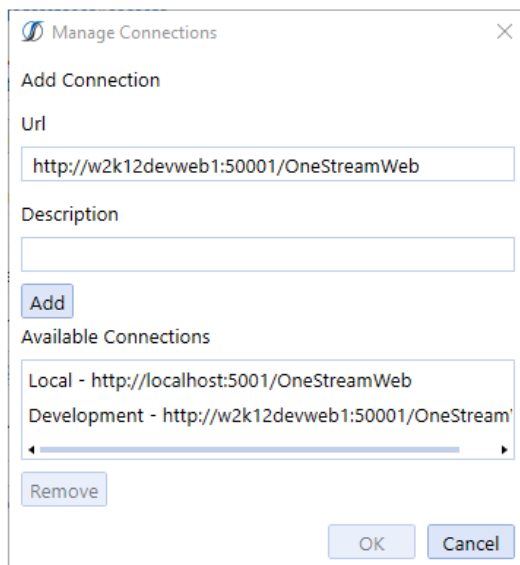 Manage Connections
Add Connection
Url
http://w2k12devweb1:50001/OneStreamWeb
Description
Add
Available Connections
Local - http://localhost:5001/OneStreamWeb
Development - http://w2k12devweb1:50001/OneStreamW
Remove
OK Cancel